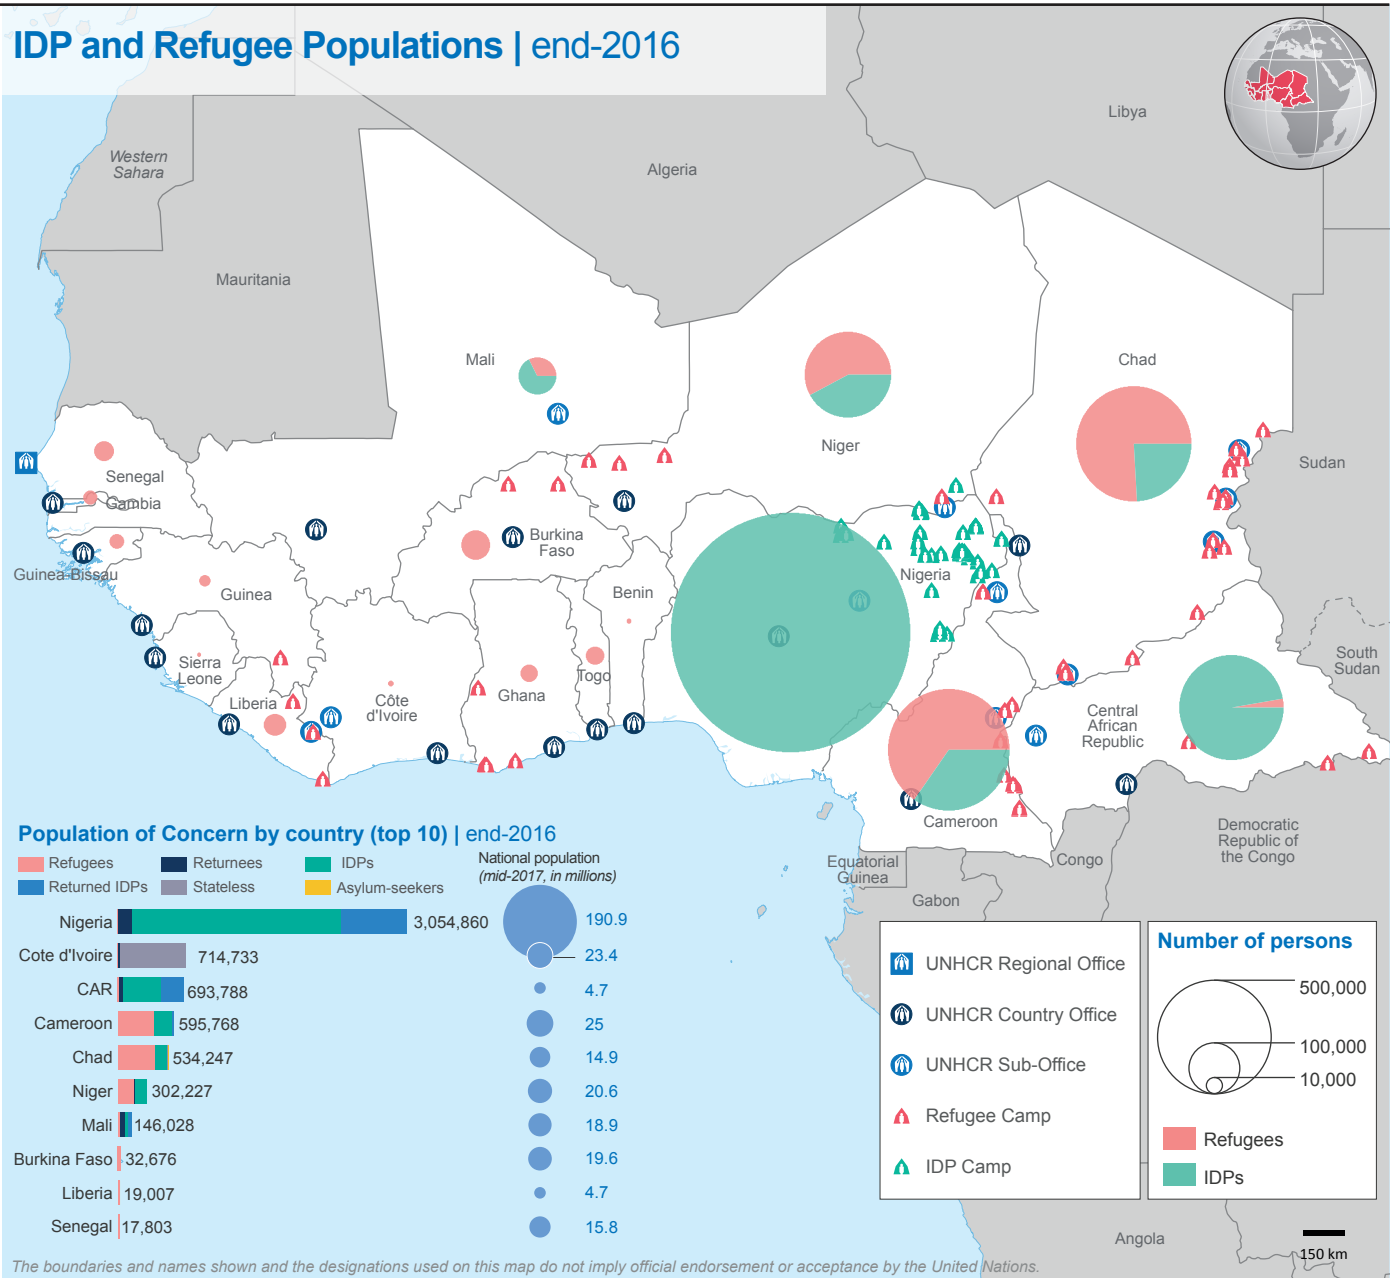 IDP and Refugee Populations | end-2016
Libya
Western
Sahara
Algeria
Mauritania
Mali
Chad
Niger
Senegal
Sudan
Gambia
Burkina
Faso
Guinea-Bissau
Nigeria
Guinea
Benin
South
Sudan
Sierra
Leone
Togo
Liberia
Côte
d'Ivoire
Ghana
Central
African
Republic
Cameroon
Democratic
Republic of
the Congo
Equatorial
Guinea
Congo
Gabon
Angola
Population of Concern by country (top 10) | end-2016
Refugees
Returnees
IDPs
Returned IDPs
Stateless
Asylum-seekers
National population
(mid-2017, in millions)
Nigeria 3,054,860 190.9
Cote d'Ivoire 714,733 23.4
CAR 693,788 4.7
Cameroon 595,768 25
Chad 534,247 14.9
Niger 302,227 20.6
Mali 146,028 18.9
Burkina Faso 32,676 19.6
Liberia 19,007 4.7
Senegal 17,803 15.8
UNHCR Regional Office
UNHCR Country Office
UNHCR Sub-Office
Refugee Camp
IDP Camp
Number of persons
500,000
100,000
10,000
Refugees
IDPs
150 km
The boundaries and names shown and the designations used on this map do not imply official endorsement or acceptance by the United Nations.